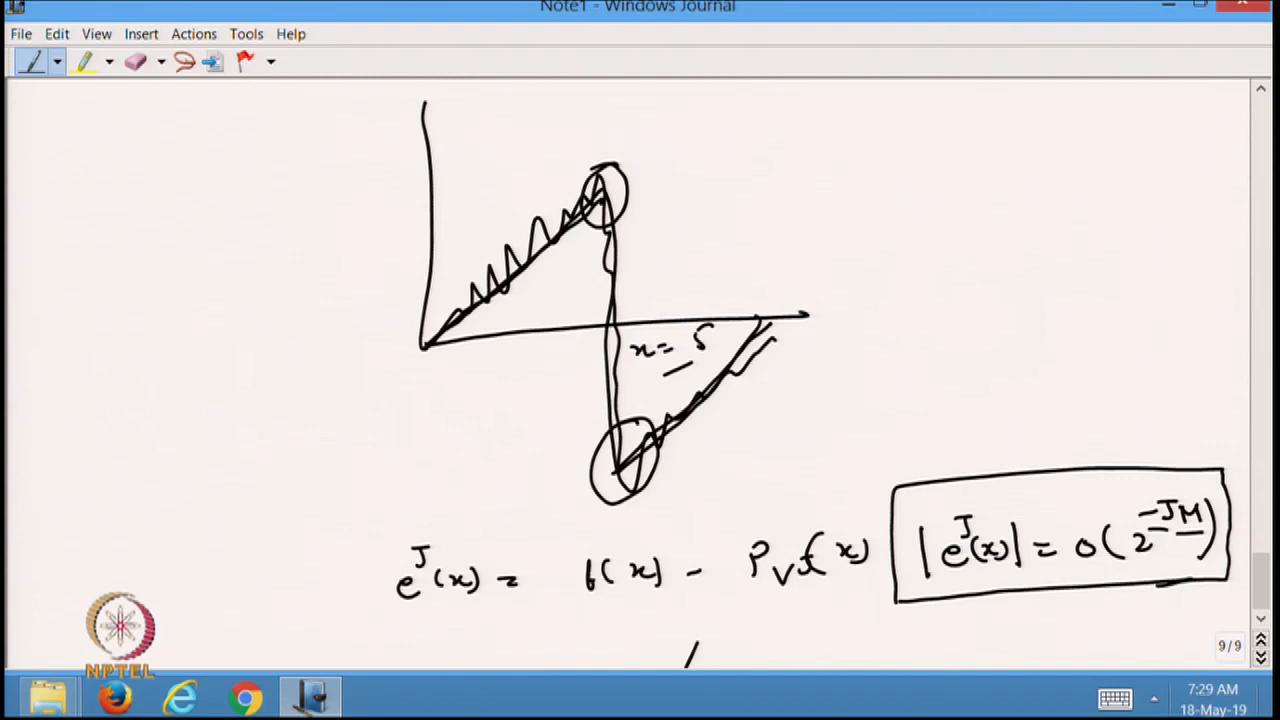 Note1 - Windows Journal
File Edit View Insert Actions Tools Help
x = 5
e^J(x) = f(x) - P_V f(x)
|e^J(x)| = O(2^{-JM})
9 / 9
NPTEL
7:29 AM
18-May-19